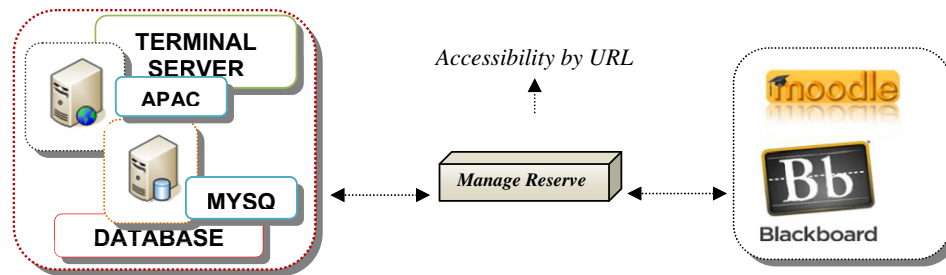 TERMINAL
SERVER
APAC
MYSQ
DATABASE
Accessibility by URL
Manage Reserve
moodle
Bb
Blackboard